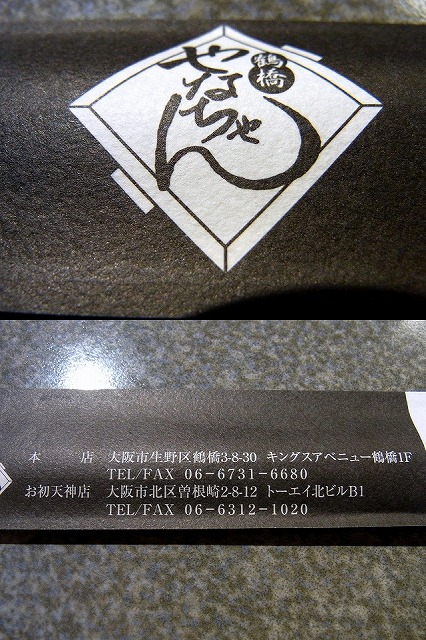 鶴橋
やなちゃん
本　店　大阪市生野区鶴橋3-8-30 キングスアベニュー鶴橋1F
TEL/FAX 06-6731-6680
お初天神店　大阪市北区曽根崎2-8-12 トーエイ北ビルB1
TEL/FAX 06-6312-1020